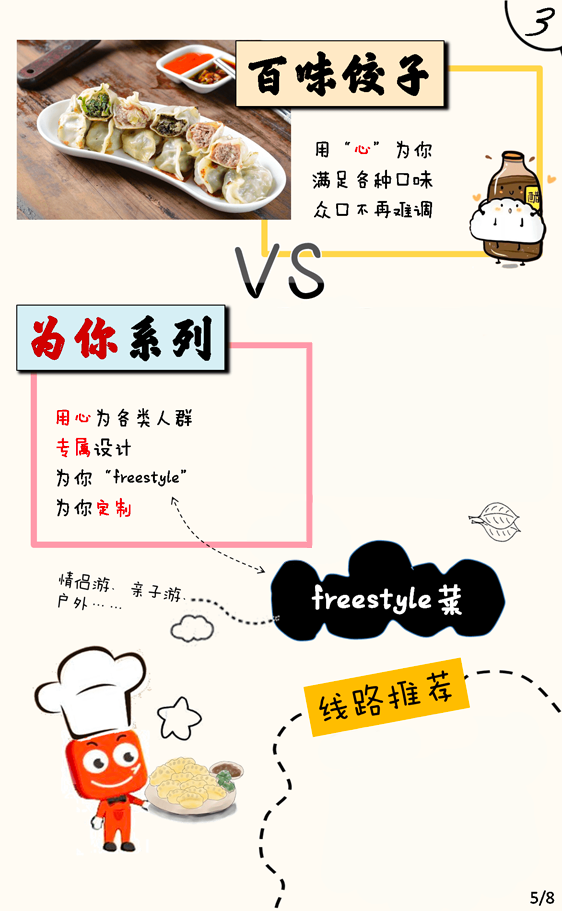 3
百味饺子
用“心”为你
满足各种口味
众口不再难调
醋
VS
为你系列
用心为各类人群
专属设计
为你“freestyle”
为你定制
情侣游、亲子游、
户外……
freestyle菜
线路推荐
5/8